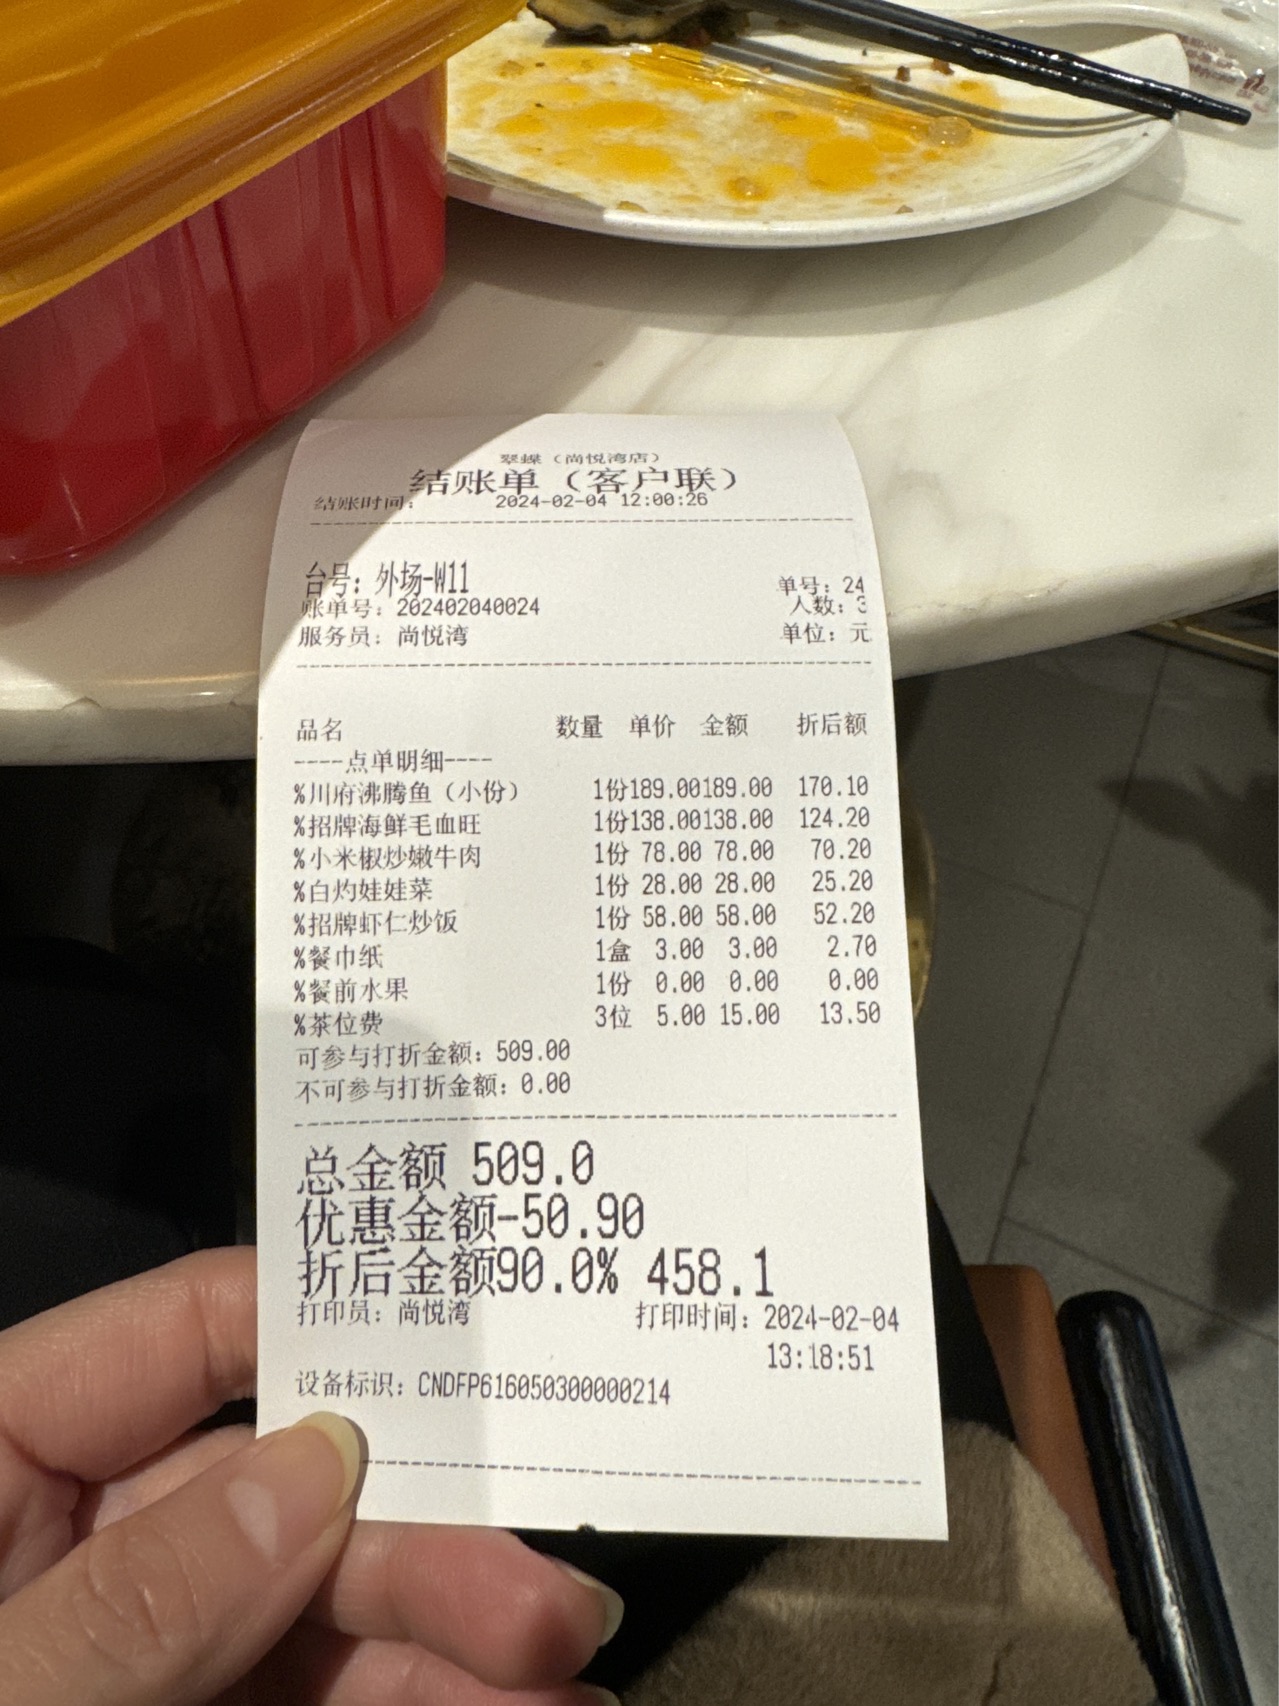 翠蝶（尚悦湾店）
结账单（客户联）
结账时间： 2024-02-04 12:00:26
台号：外场-W11 单号：24
账单号：202402040024 人数：3
服务员：尚悦湾 单位：元
品名 数量 单价 金额 折后额
----点单明细----
%川府沸腾鱼（小份） 1份189.00189.00 170.10
%招牌海鲜毛血旺 1份138.00138.00 124.20
%小米椒炒嫩牛肉 1份 78.00 78.00 70.20
%白灼娃娃菜 1份 28.00 28.00 25.20
%招牌虾仁炒饭 1份 58.00 58.00 52.20
%餐巾纸 1盒 3.00 3.00 2.70
%餐前水果 1份 0.00 0.00 0.00
%茶位费 3位 5.00 15.00 13.50
可参与打折金额：509.00
不可参与打折金额：0.00
总金额 509.0
优惠金额-50.90
折后金额90.0% 458.1
打印员：尚悦湾 打印时间：2024-02-04
13:18:51
设备标识：CNDFP616050300000214